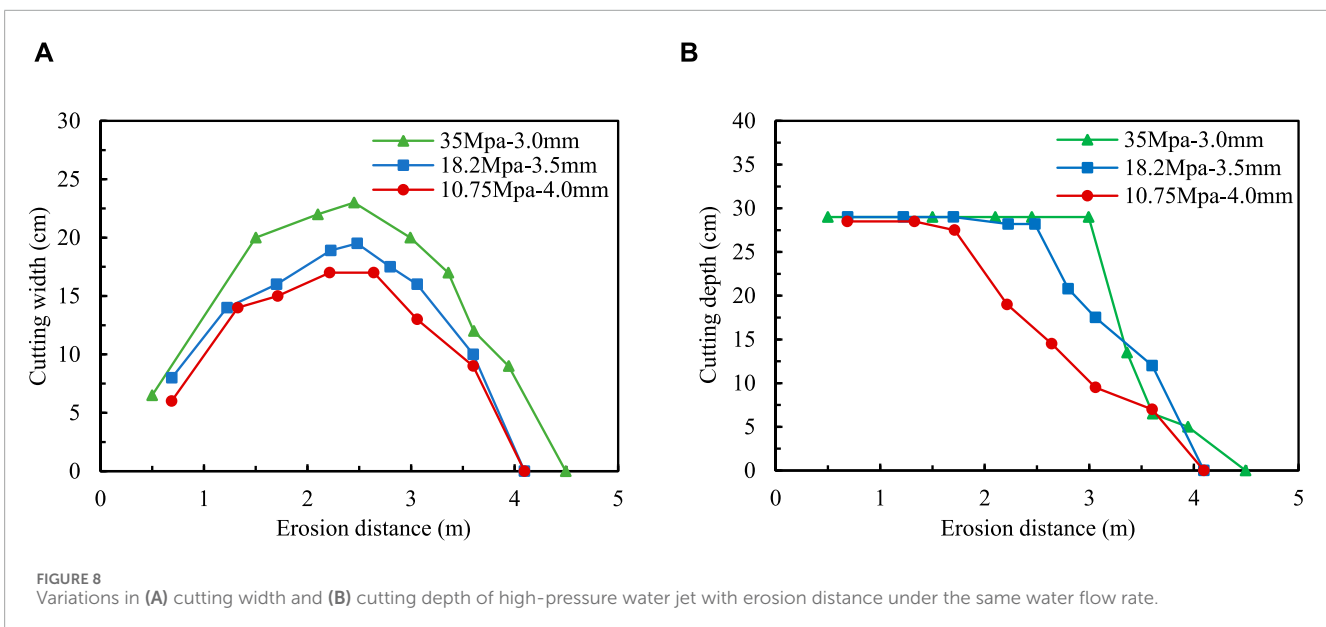 A
B
30
25
20
15
10
5
0
Cutting width (cm)
35Mpa-3.0mm
18.2Mpa-3.5mm
10.75Mpa-4.0mm
0 1 2 3 4 5
Erosion distance (m)
40
35
30
25
20
15
10
5
0
Cutting depth (cm)
35Mpa-3.0mm
18.2Mpa-3.5mm
10.75Mpa-4.0mm
0 1 2 3 4 5
Erosion distance (m)
FIGURE 8
Variations in (A) cutting width and (B) cutting depth of high-pressure water jet with erosion distance under the same water flow rate.